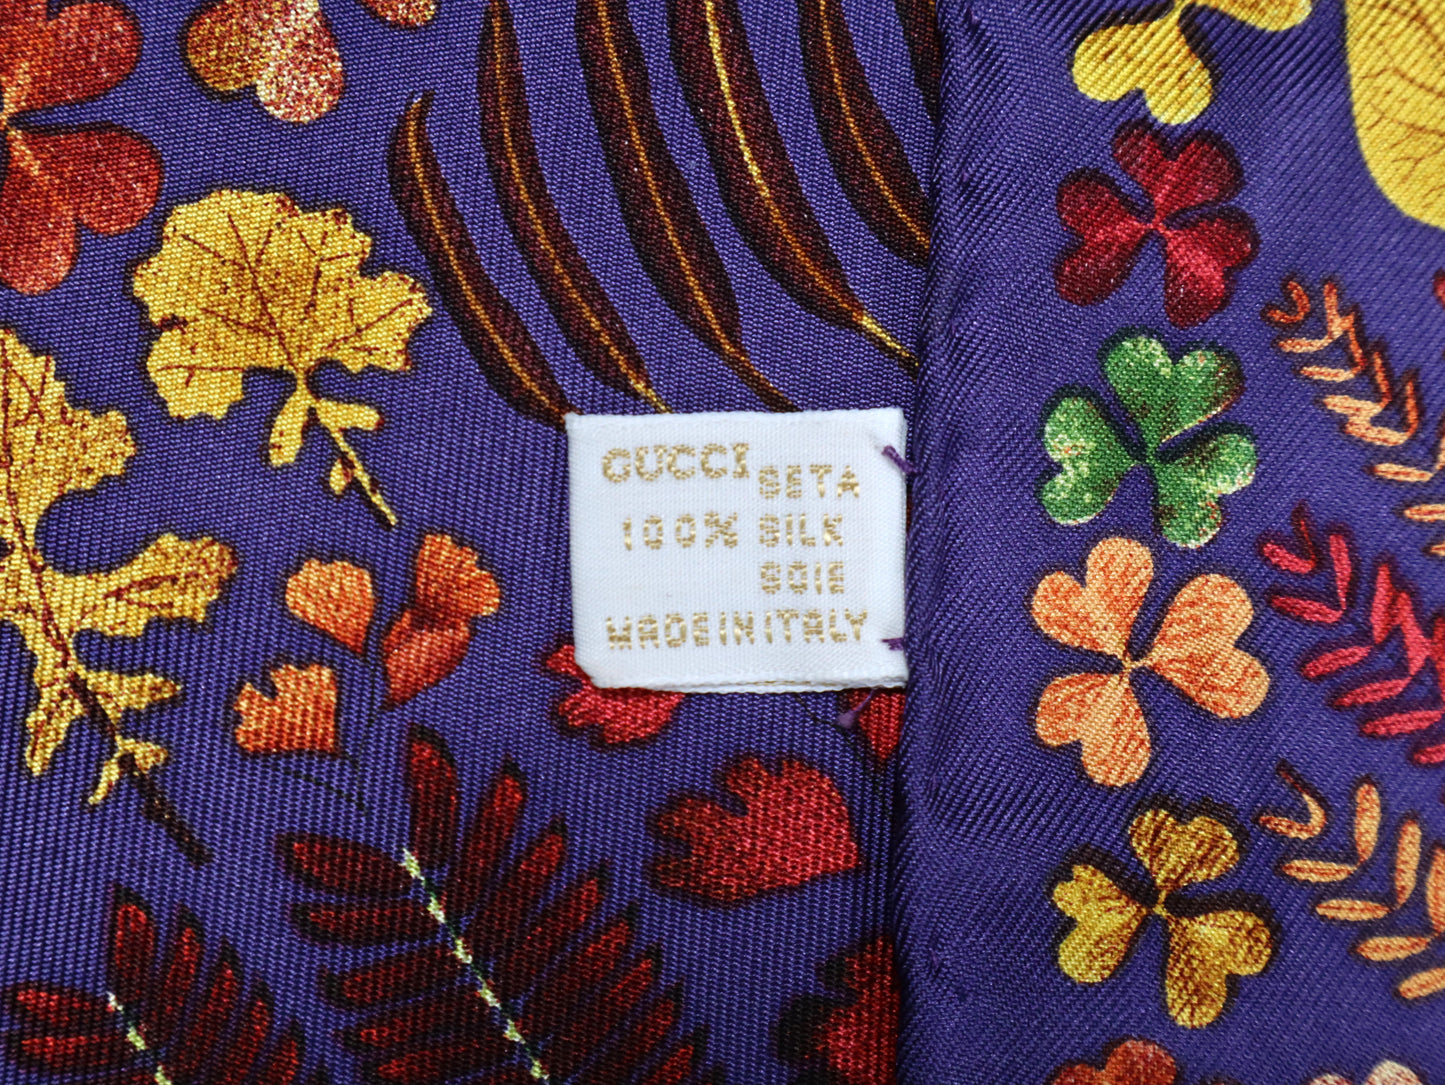 GUCCI SETA
100% SILK
SOIE
MADE IN ITALY